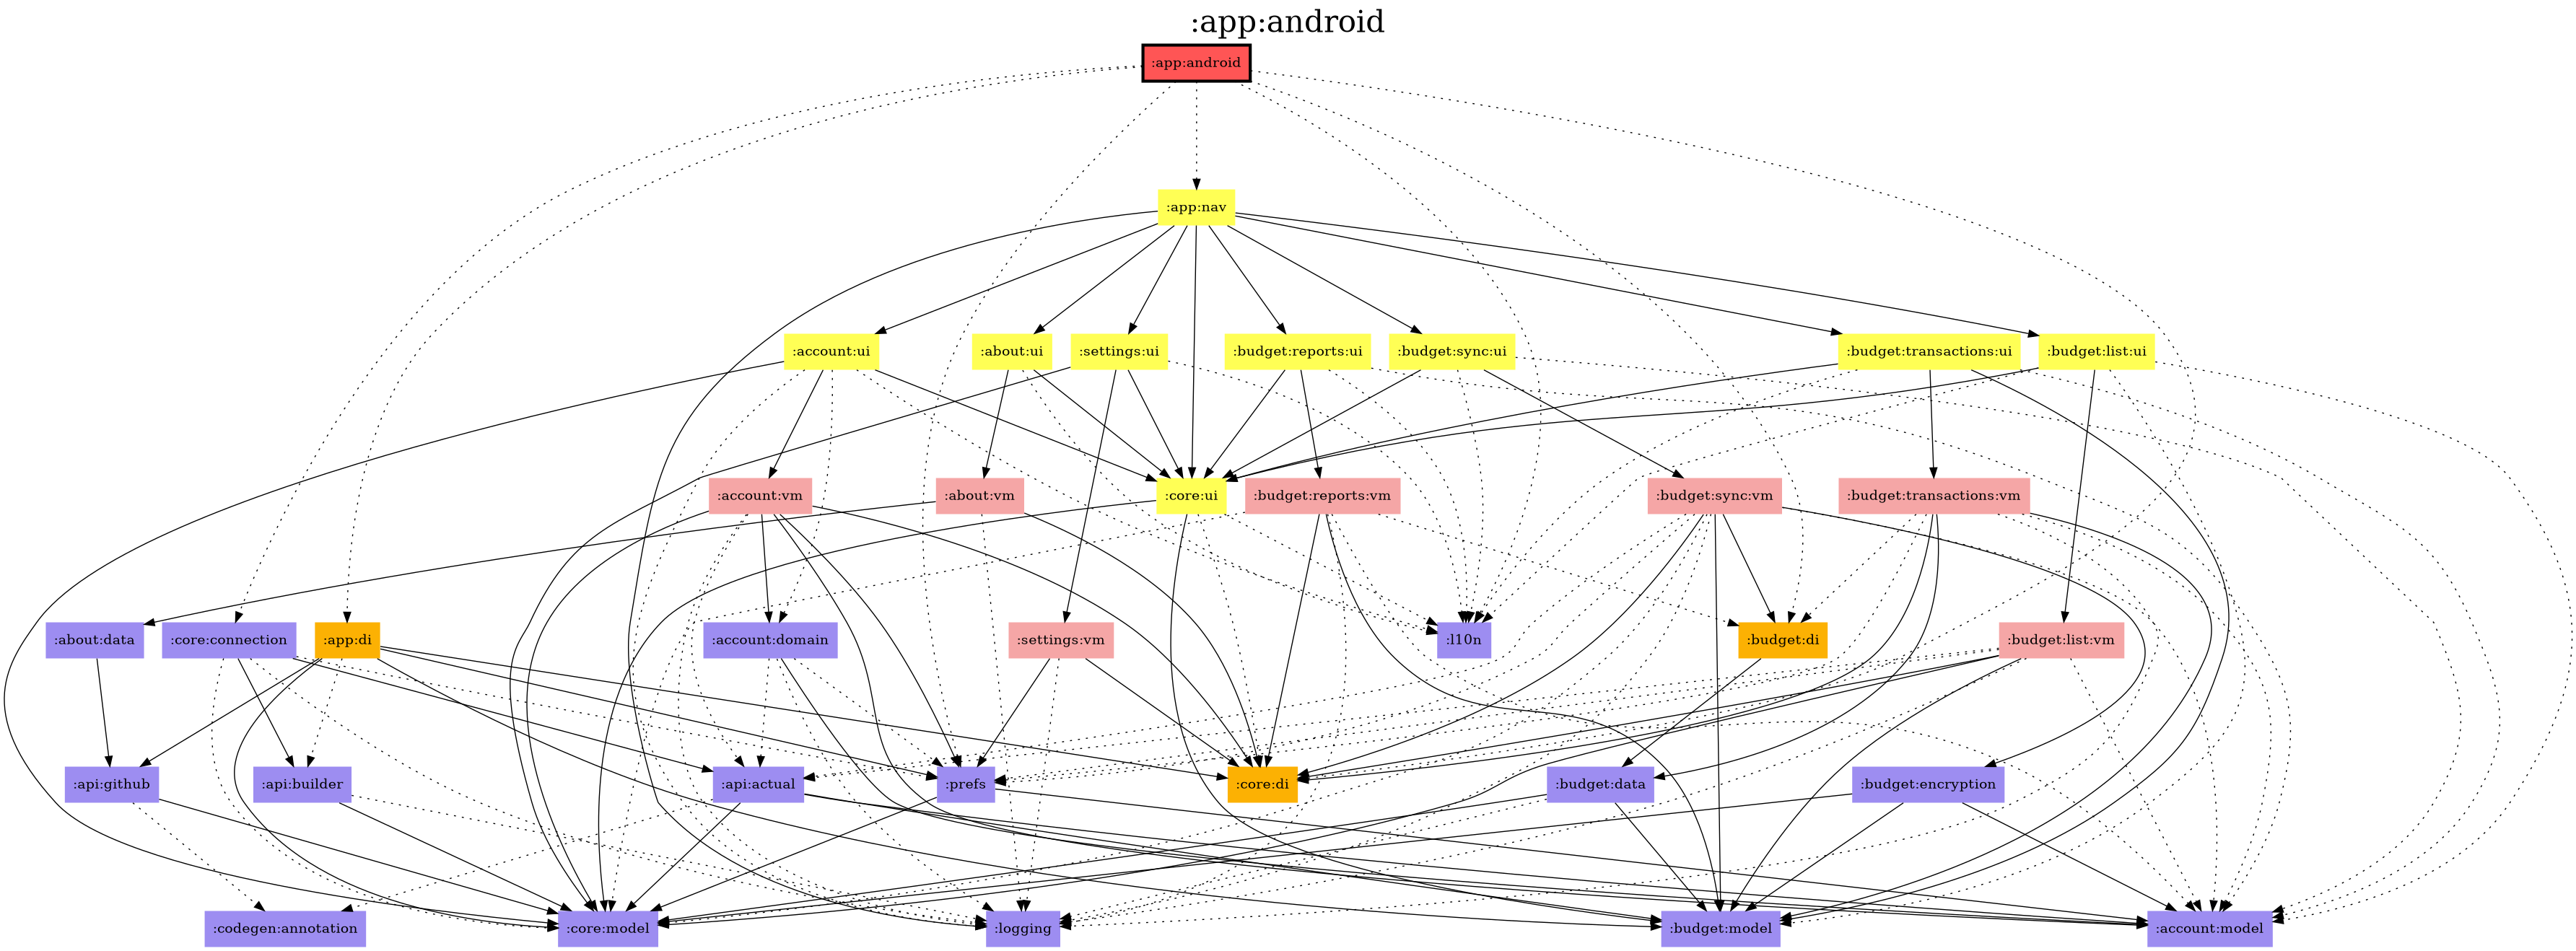 :app:android
:app:android
:app:nav
:account:ui
:about:ui
:settings:ui
:budget:reports:ui
:budget:sync:ui
:budget:transactions:ui
:budget:list:ui
:account:vm
:about:vm
:core:ui
:budget:reports:vm
:budget:sync:vm
:budget:transactions:vm
:about:data
:core:connection
:app:di
:account:domain
:settings:vm
:l10n
:budget:di
:budget:list:vm
:api:github
:api:builder
:api:actual
:prefs
:core:di
:budget:data
:budget:encryption
:codegen:annotation
:core:model
:logging
:budget:model
:account:model